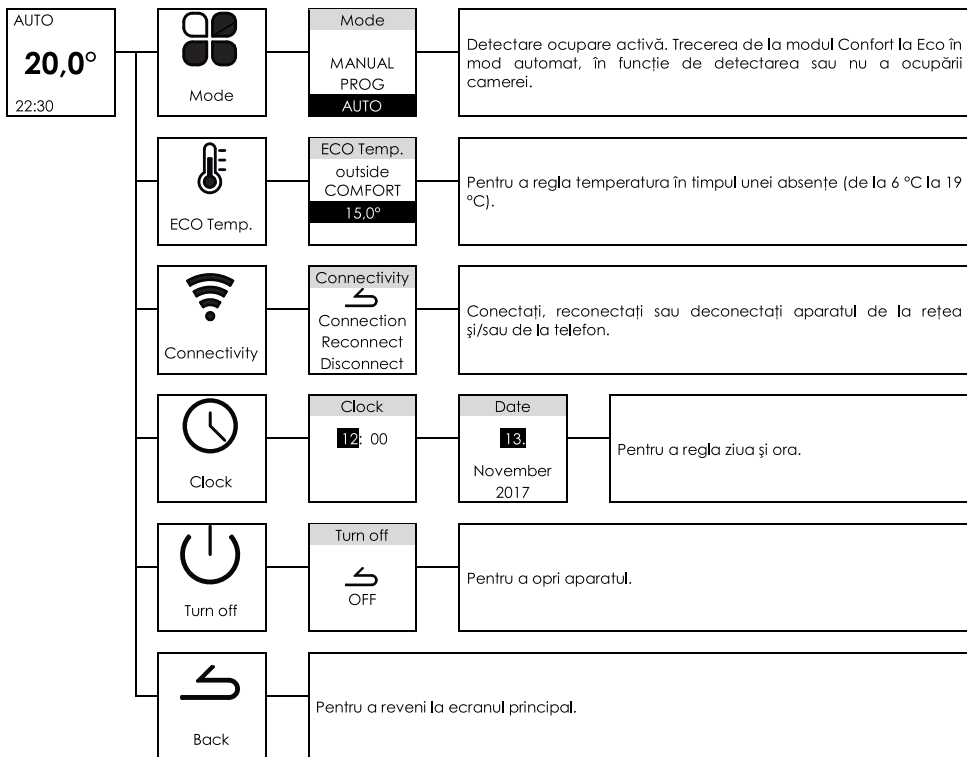 AUTO
20,0°
22:30
Mode
Mode
MANUAL
PROG
AUTO
Detectare ocupare activă. Trecerea de la modul Confort la Eco în
mod automat, în funcție de detectarea sau nu a ocupării
camerei.
ECO Temp.
ECO Temp.
outside
COMFORT
15,0°
Pentru a regla temperatura în timpul unei absențe (de la 6 °C la 19
°C).
Connectivity
Connectivity
Connection
Reconnect
Disconnect
Conectați, reconectați sau deconectați aparatul de la rețea
și/sau de la telefon.
Clock
Clock
12: 00
Date
13.
November
2017
Pentru a regla ziua și ora.
Turn off
Turn off
OFF
Pentru a opri aparatul.
Back
Pentru a reveni la ecranul principal.